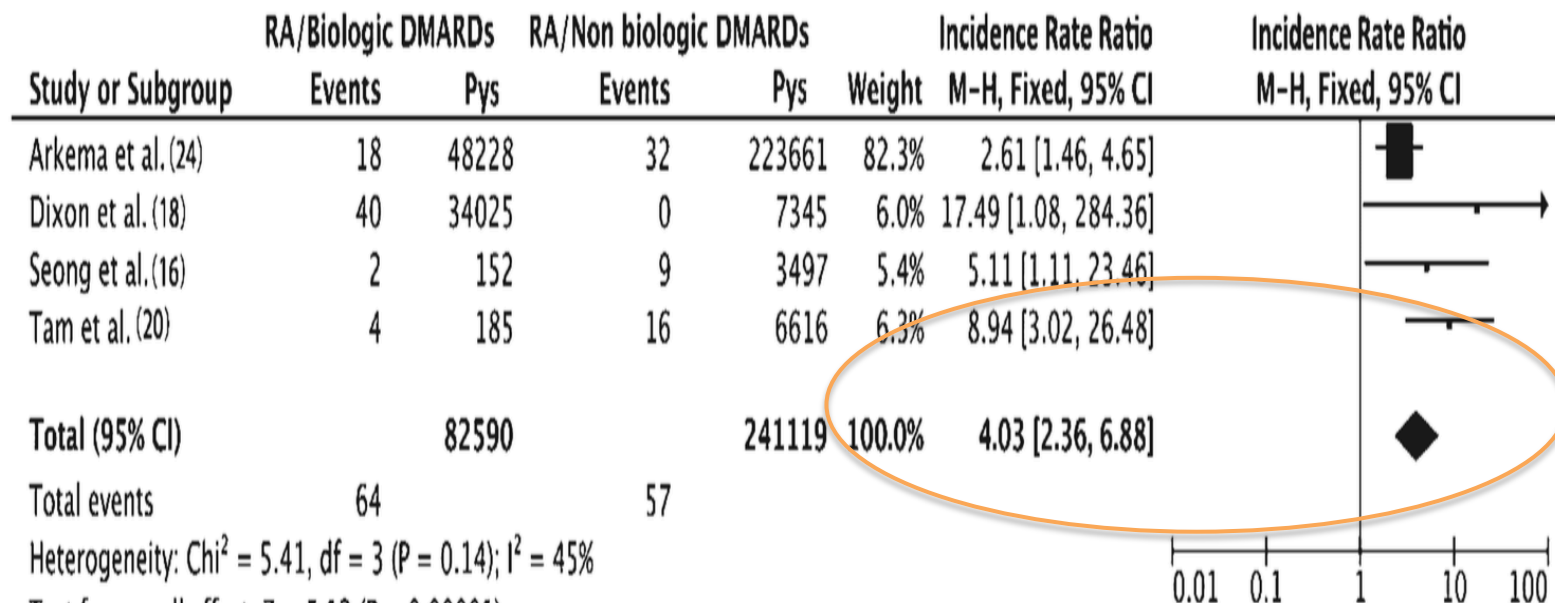 RA/Biologic DMARDs RA/Non biologic DMARDs Incidence Rate Ratio Incidence Rate Ratio
Study or Subgroup Events Pys Events Pys Weight M-H, Fixed, 95% CI M-H, Fixed, 95% CI
Arkema et al. (24) 18 48228 32 223661 82.3% 2.61 [1.46, 4.65]
Dixon et al. (18) 40 34025 0 7345 6.0% 17.49 [1.08, 284.36]
Seong et al. (16) 2 152 9 3497 5.4% 5.11 [1.11, 23.46]
Tam et al. (20) 4 185 16 6616 6.3% 8.94 [3.02, 26.48]
Total (95% CI) 82590 241119 100.0% 4.03 [2.36, 6.88]
Total events 64 57
Heterogeneity: Chi² = 5.41, df = 3 (P = 0.14); I² = 45%
0.01 0.1 1 10 100